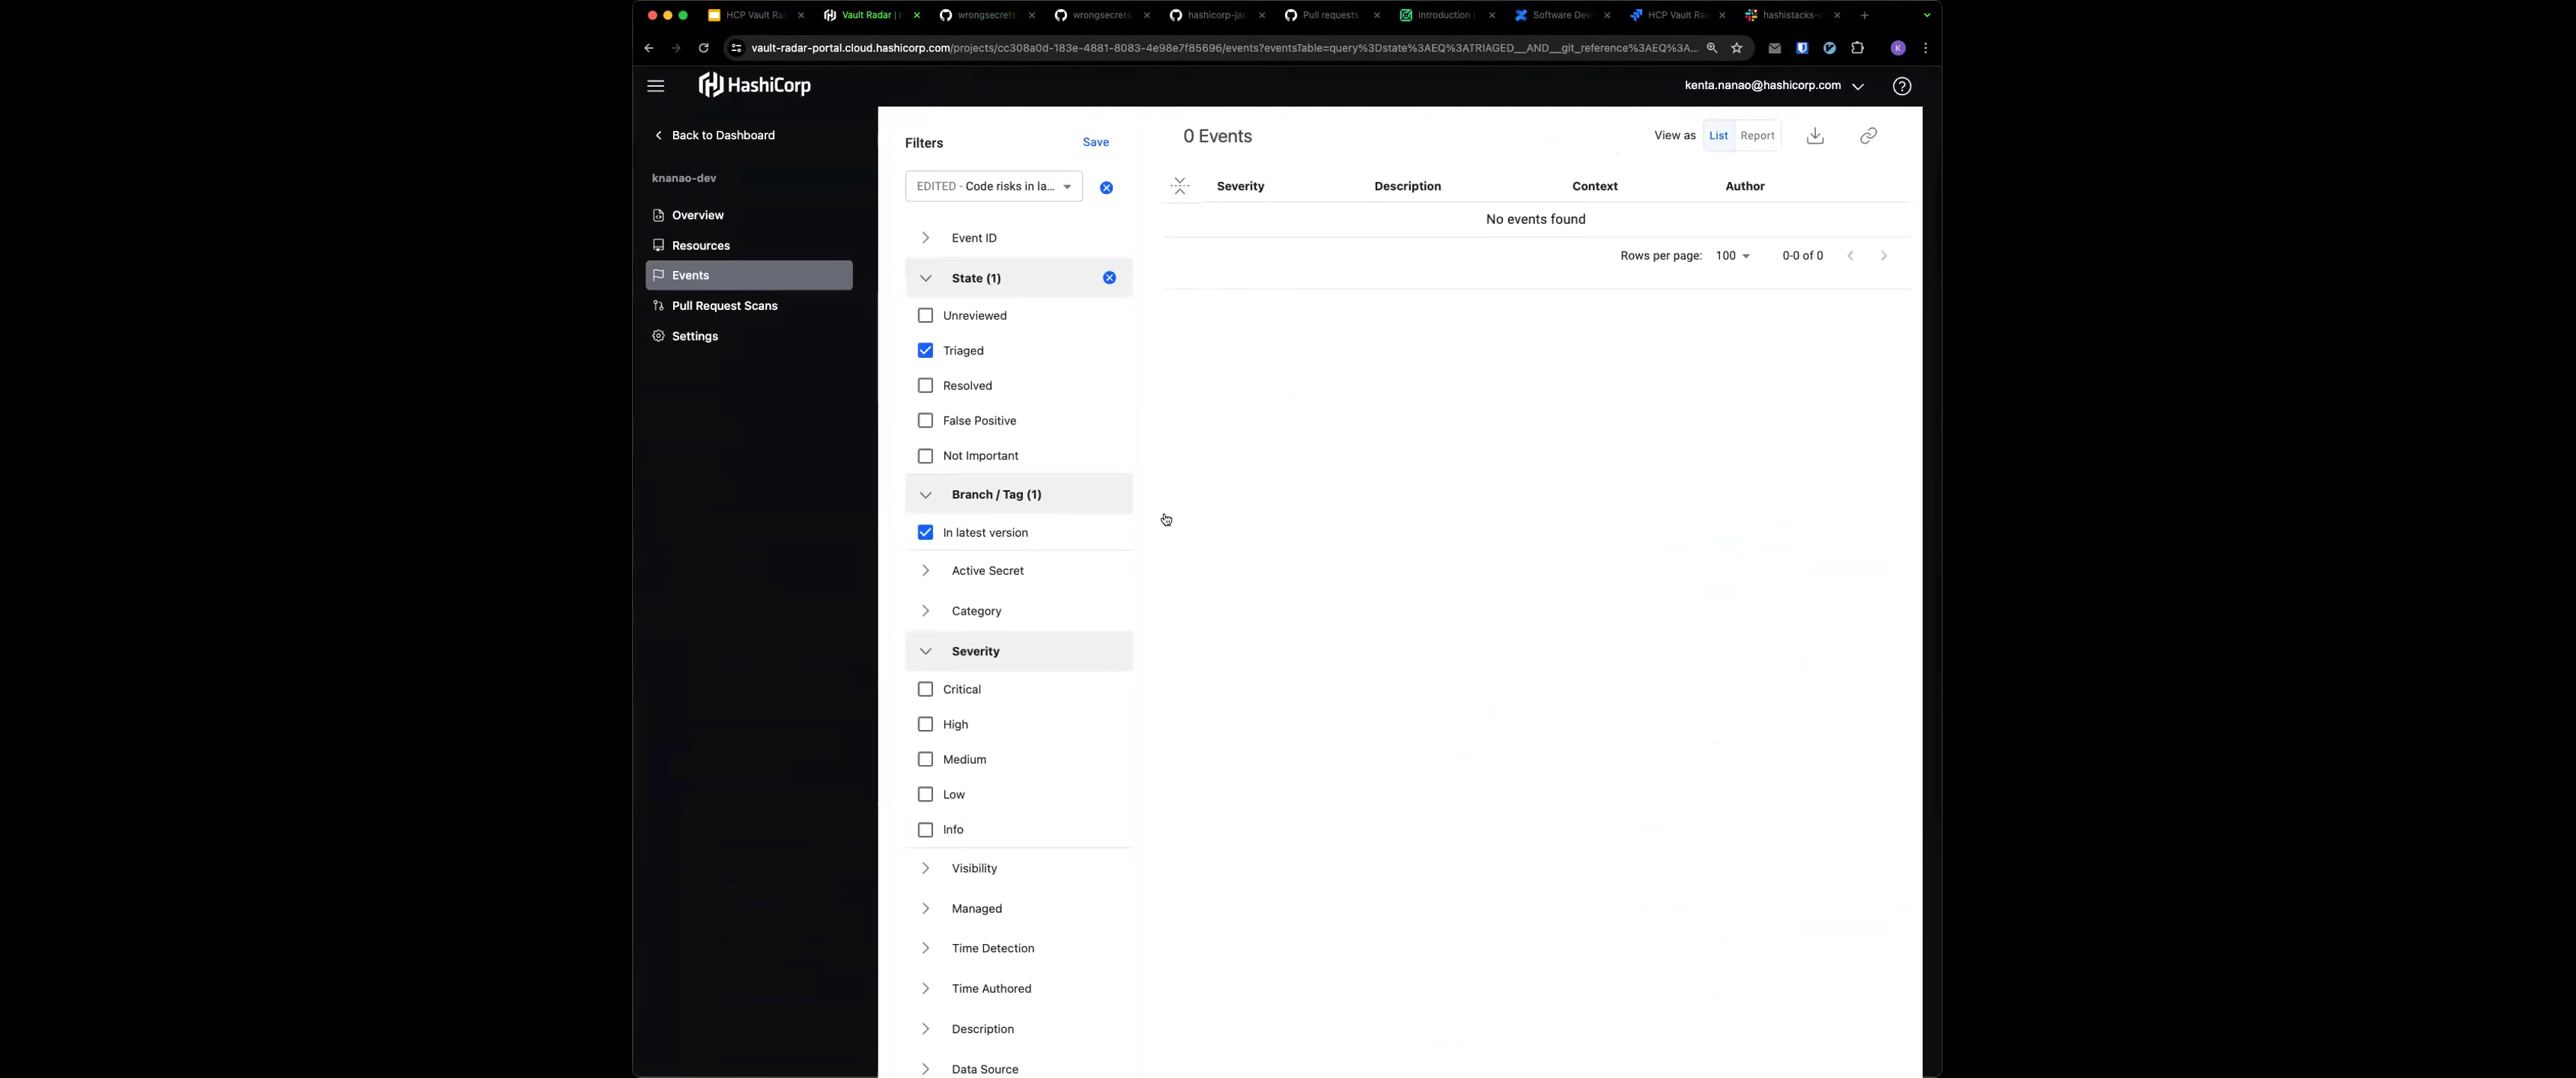 HCP Vault Ra
Vault Radar |
wrongsecrets
wrongsecrets
hashicorp-jap
Pull requests
Introduction
Software Dev
HCP Vault Ra
hashistacks-
vault-radar-portal.cloud.hashicorp.com/projects/cc308a0d-183e-4881-8083-4e98e7f85696/events?eventsTable=query%3Dstate%3AEQ%3ATRIAGED__AND__git_reference%3AEQ%3A...
K
HashiCorp
kenta.nanao@hashicorp.com
Back to Dashboard
knanao-dev
Overview
Resources
Events
Pull Request Scans
Settings
Filters
Save
EDITED - Code risks in la...
Event ID
State (1)
Unreviewed
Triaged
Resolved
False Positive
Not Important
Branch / Tag (1)
In latest version
Active Secret
Category
Severity
Critical
High
Medium
Low
Info
Visibility
Managed
Time Detection
Time Authored
Description
Data Source
0 Events
View as List Report
Severity Description Context Author
No events found
Rows per page: 100 0-0 of 0